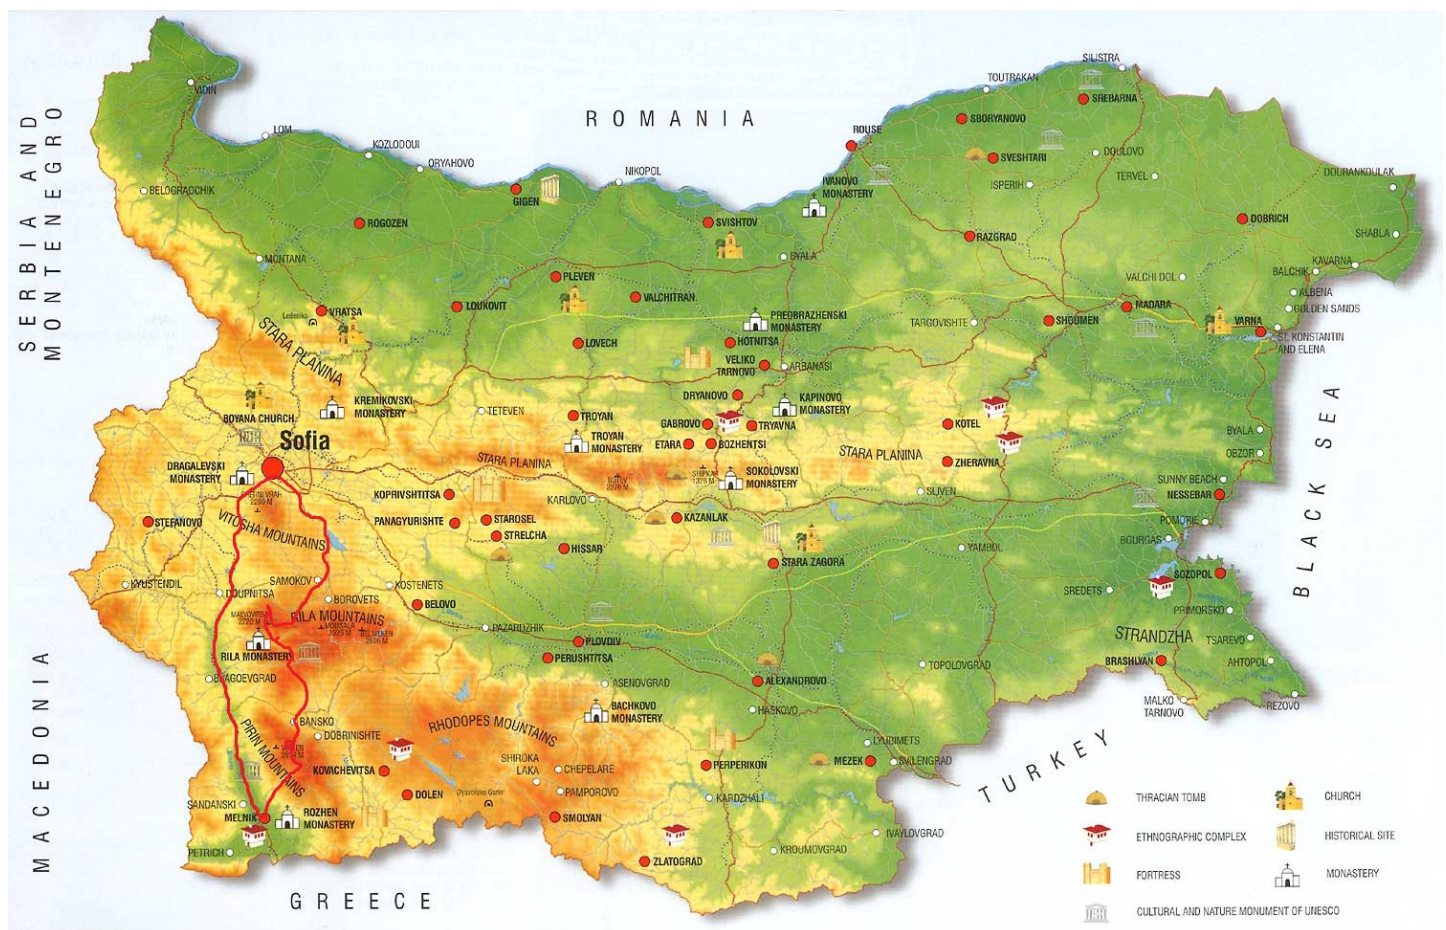 ROMANIA
SERBIA AND
MONTENEGRO
MACEDONIA
GREECE
TURKEY
BLACK SEA
VIDIN
LOM
KOZLODOUI
ORYAHOVO
NIKOPOL
BELOGRADCHIK
GIGEN
ROGOZEN
SVISHTOV
ROUSE
IVANOVO
MONASTERY
TOUTRAKAN
SILISTRA
SREBARNA
SBORYANOVO
SVESHTARI
DOULOVO
ISPERIH
TERVEL
DOURANKOULAK
DOBRICH
SHABLA
RAZGRAD
BYALA
MONTANA
PLEVEN
LOUKOVIT
VALCHITRAN
KAVARNA
BALCHIK
VALCHI DOL
ALBENA
GOLDEN SANDS
MADARA
SHOUMEN
VARNA
ST. KONSTANTIN
AND ELENA
TARGOVISHTE
PREOBRAZHENSKI
MONASTERY
HOTNITSA
Ledenika
VRATSA
STARA PLANINA
LOVECH
VELIKO
TARNOVO
ARBANASI
DRYANOVO
KAPINOVO
MONASTERY
KREMIKOVSKI
MONASTERY
BOYANA CHURCH
TETEVEN
TROYAN
TROYAN
MONASTERY
GABROVO
TRYAVNA
ETARA
BOZHENTSI
KOTEL
ZHERAVNA
STARA PLANINA
STARA PLANINA
BYALA
OBZOR
Sofia
DRAGALEVSKI
MONASTERY
SOKOLOVSKI
MONASTERY
SLIVEN
SUNNY BEACH
NESSEBAR
POMORIE
BOURGAS
KOPRIVSHTITSA
KARLOVO
STEFANOVO
VITOSHA MOUNTAINS
PANAGYURISHTE
STAROSEL
STRELCHA
HISSAR
KAZANLAK
STARA ZAGORA
YAMBOL
SOZOPOL
SREDETS
PRIMORSKO
KYUSTENDIL
DOUPNITSA
SAMOKOV
BOROVETS
KOSTENETS
BELOVO
RILA MOUNTAINS
RILA MONASTERY
PAZARDZHIK
PLOVDIV
PERUSHTITSA
STRANDZHA
TSAREVO
BRASHLYAN
AHTOPOL
TOPOLOVGRAD
MALKO
TARNOVO
REZOVO
BLAGOEVGRAD
ASENOVGRAD
ALEXANDROVO
BACHKOVO
MONASTERY
HASKOVO
BANSKO
DOBRINISHTE
PIRIN MOUNTAINS
RHODOPES MOUNTAINS
LYUBIMETS
MEZEK
SVILENGRAD
SHIROKA
LAKA
CHEPELARE
PAMPOROVO
PERPERIKON
KOVACHEVITSA
DOLEN
SANDANSKI
MELNIK
ROZHEN
MONASTERY
SMOLYAN
KARDZHALI
IVAYLOVGRAD
KROUMOVGRAD
ZLATOGRAD
PETRICH
THRACIAN TOMB
CHURCH
ETHNOGRAPHIC COMPLEX
HISTORICAL SITE
FORTRESS
MONASTERY
CULTURAL AND NATURE MONUMENT OF UNESCO